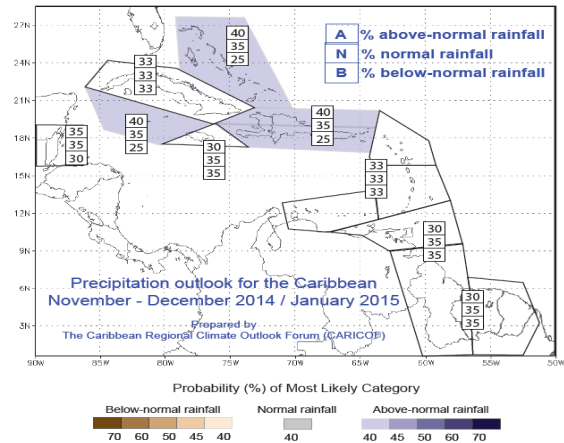 27N
24N
21N
18N
15N
12N
9N
6N
3N
90W
85W
80W
75W
70W
65W
60W
55W
50W
A % above-normal rainfall
N % normal rainfall
B % below-normal rainfall
40
35
25
33
33
33
40
35
25
40
35
25
35
35
30
30
35
35
33
33
33
30
35
35
30
35
35
Precipitation outlook for the Caribbean
November - December 2014 / January 2015
Prepared by
The Caribbean Regional Climate Outlook Forum (CARICOF)
Probability (%) of Most Likely Category
Below-normal rainfall Normal rainfall Above-normal rainfall
70 60 50 45 40 40 40 45 50 60 70